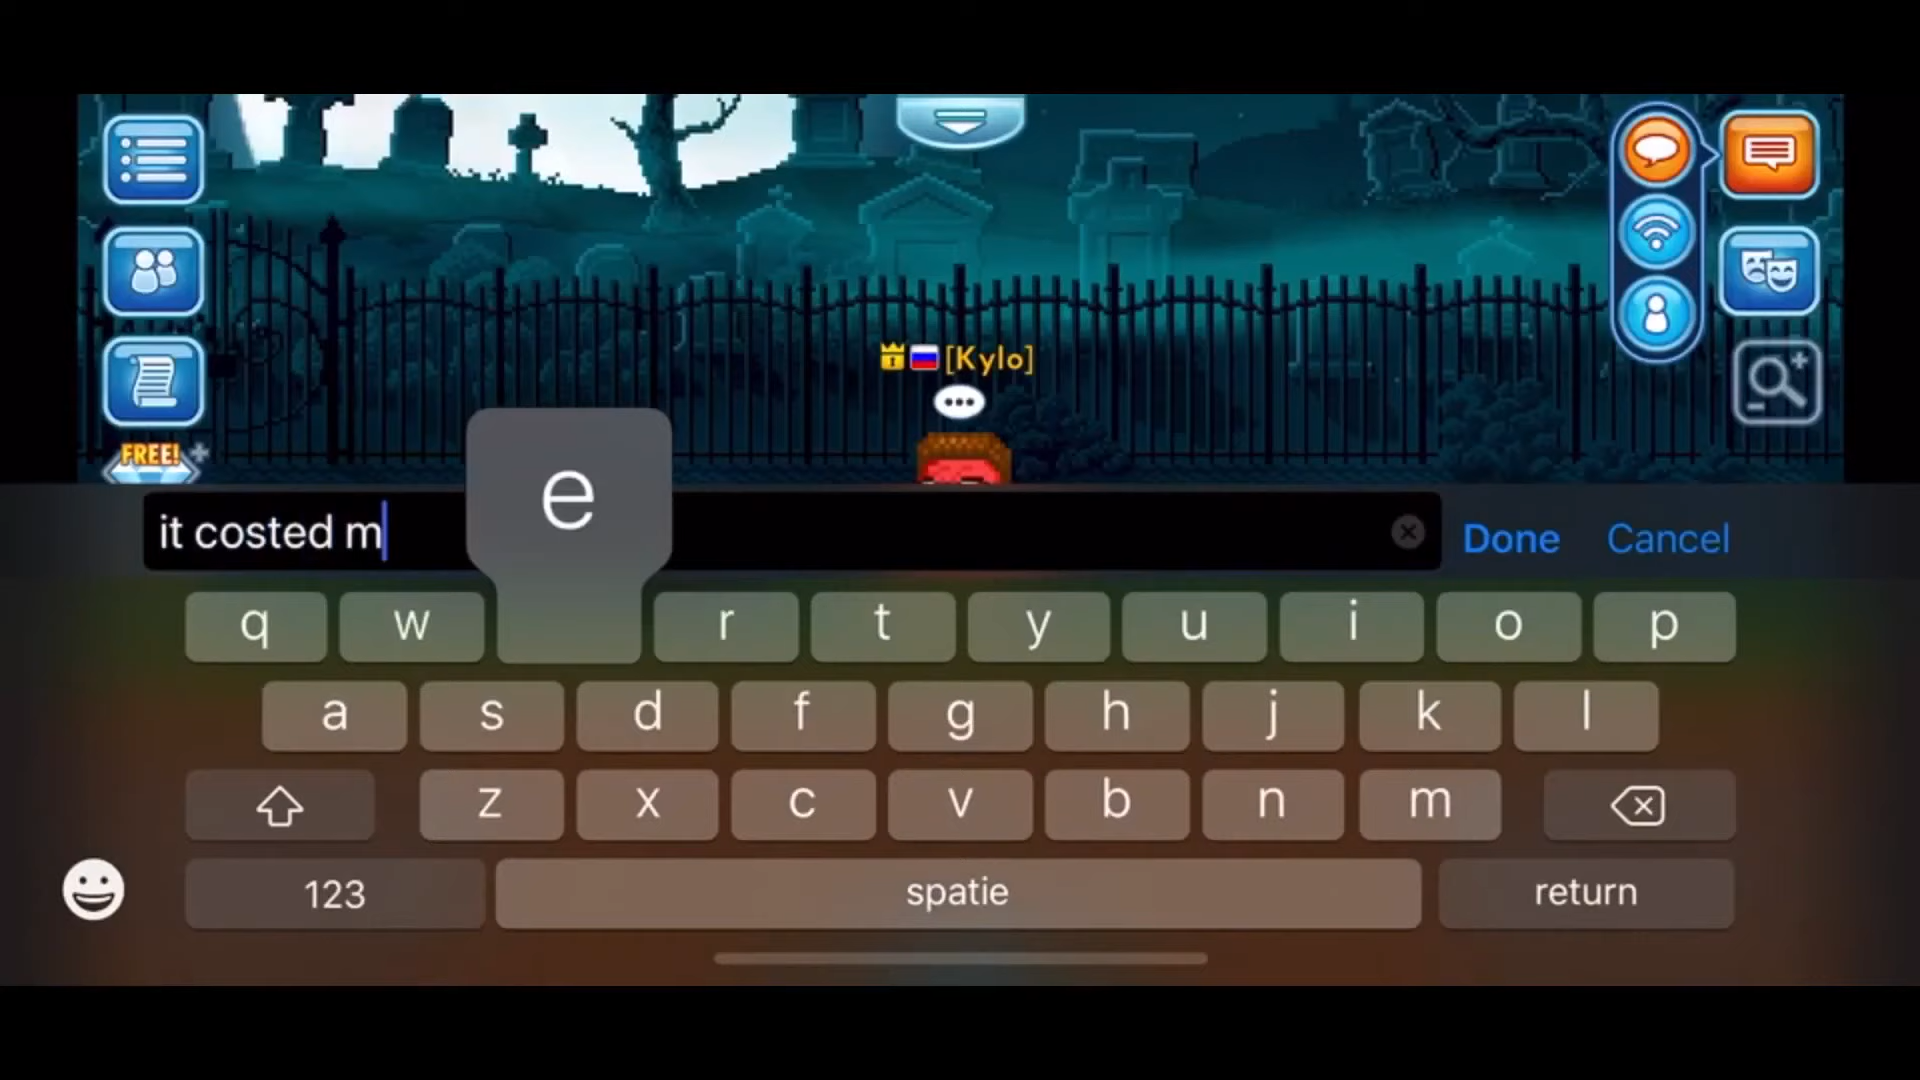 [Kylo]
FREE!
it costed m
e
Done
Cancel
q w r t y u i o p
a s d f g h j k l
z x c v b n m
123
spatie
return